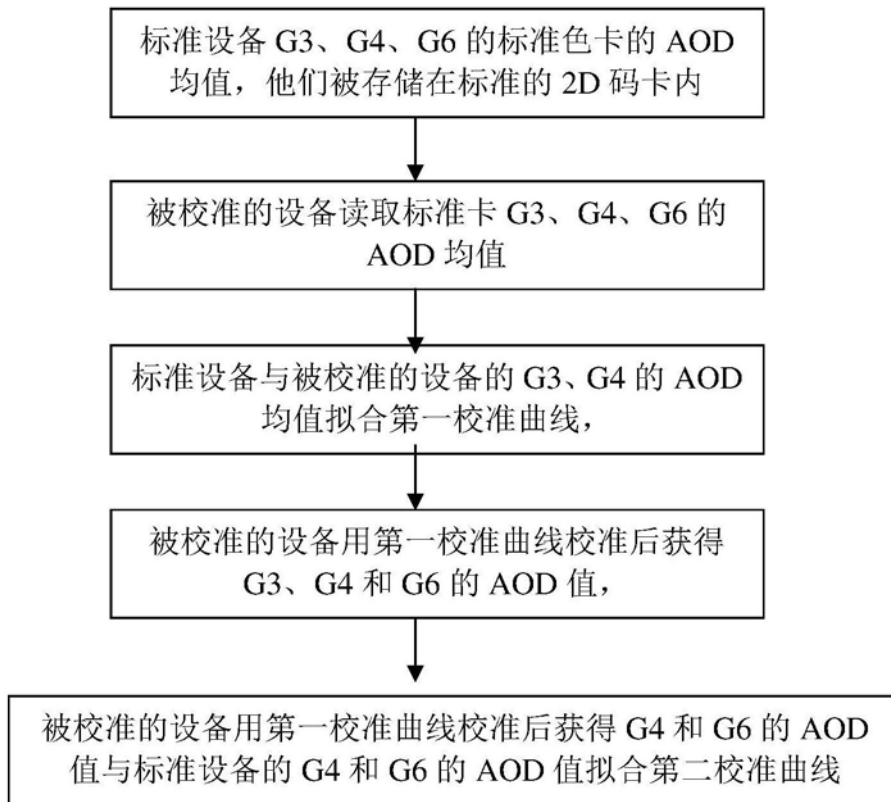 标准设备 G3、G4、G6 的标准色卡的 AOD
均值，他们被存储在标准的 2D 码卡内
被校准的设备读取标准卡 G3、G4、G6 的
AOD 均值
标准设备与被校准的设备的 G3、G4 的 AOD
均值拟合第一校准曲线，
被校准的设备用第一校准曲线校准后获得
G3、G4 和 G6 的 AOD 值，
被校准的设备用第一校准曲线校准后获得 G4 和 G6 的 AOD
值与标准设备的 G4 和 G6 的 AOD 值拟合第二校准曲线